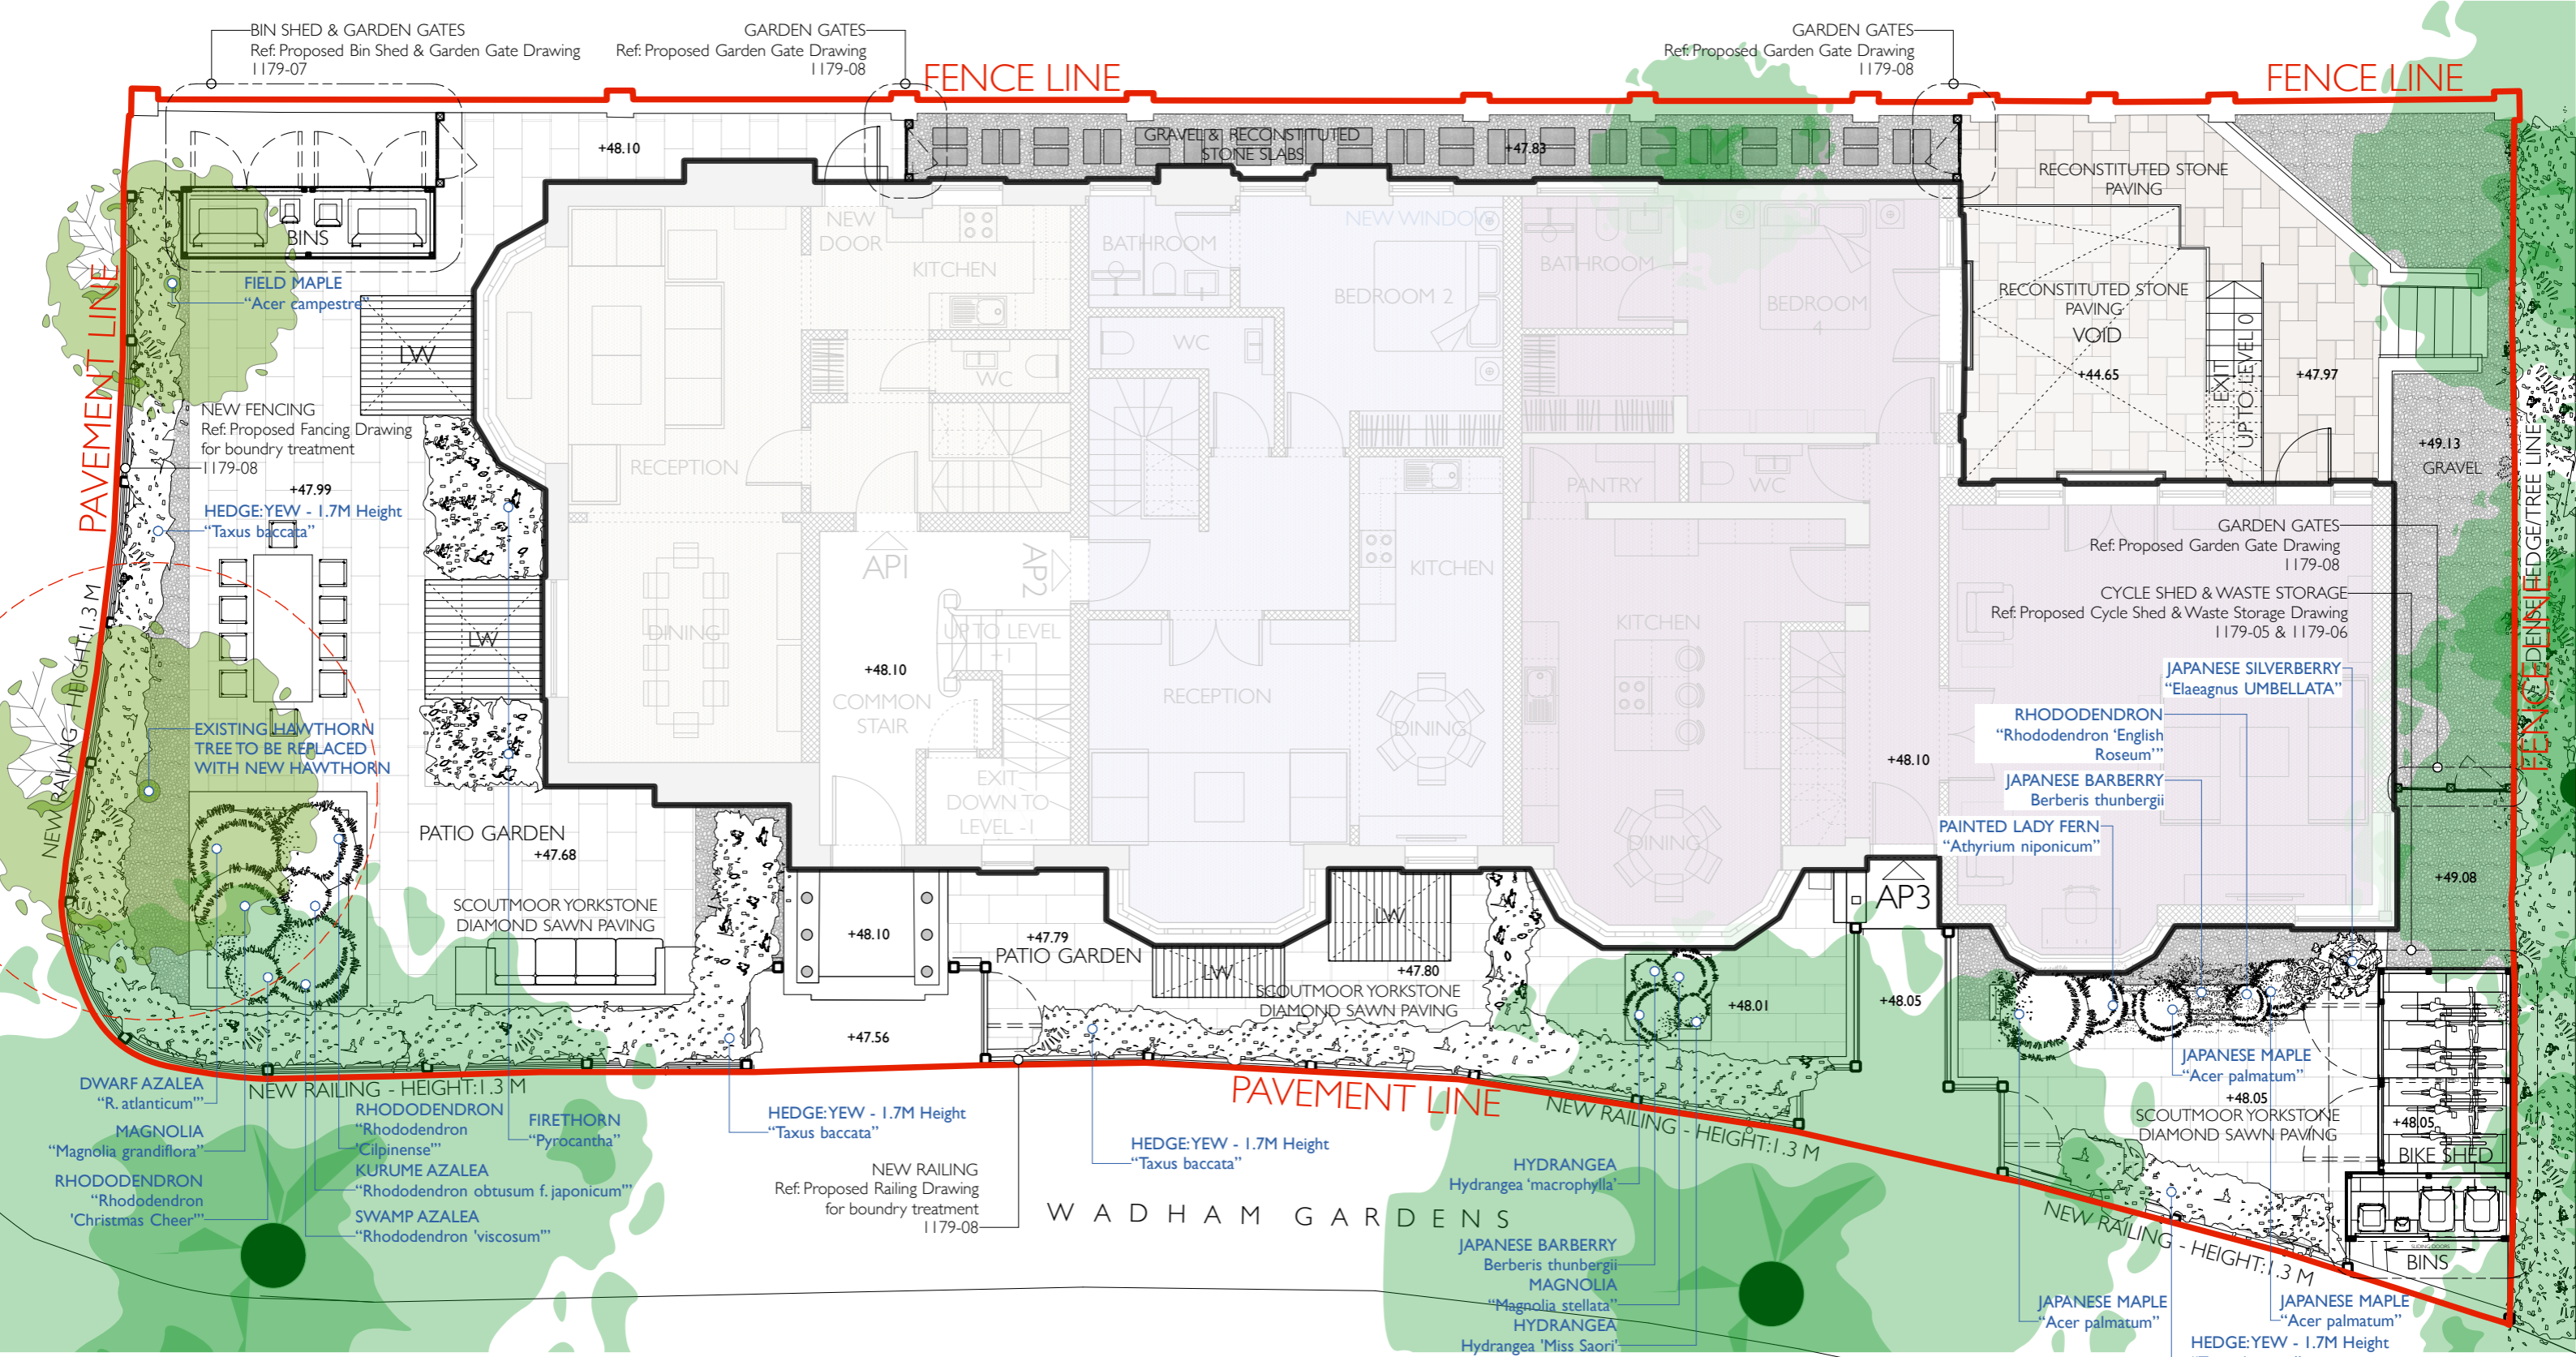 BIN SHED & GARDEN GATES
Ref: Proposed Bin Shed & Garden Gate Drawing
1179-07
GARDEN GATES
Ref: Proposed Garden Gate Drawing
1179-08
FENCE LINE
GARDEN GATES
Ref: Proposed Garden Gate Drawing
1179-08
FENCE LINE
+48.10
GRAVEL & RECONSTITUTED
STONE SLABS
+47.83
RECONSTITUTED STONE
PAVING
BINS
NEW
DOOR
KITCHEN
BATHROOM
NEW WINDOW
BEDROOM 2
BATHROOM
BEDROOM
4
RECONSTITUTED STONE
PAVING
VOID
+44.65
EXIT
UP TO LEVEL 0
+47.97
PAVEMENT LINE
FIELD MAPLE
“Acer campestre”
LW
WC
WC
NEW FENCING
Ref: Proposed Fancing Drawing
for boundry treatment
1179-08
+47.99
HEDGE: YEW - 1.7M Height
“Taxus baccata”
RECEPTION
PANTRY
WC
+49.13
GRAVEL
GARDEN GATES
Ref: Proposed Garden Gate Drawing
1179-08
CYCLE SHED & WASTE STORAGE
Ref: Proposed Cycle Shed & Waste Storage Drawing
1179-05 & 1179-06
DENSE HEDGE/TREE LINE
FENCE LINE
NEW RAILING - HEIGHT: 1.3 M
LW
DINING
AP1
AP2
UP TO LEVEL
+1
+48.10
COMMON
STAIR
EXIT
DOWN TO
LEVEL -1
KITCHEN
RECEPTION
DINING
KITCHEN
DINING
+48.10
JAPANESE SILVERBERRY
“Elaeagnus UMBELLATA”
RHODODENDRON
“Rhododendron ‘English
Roseum’”
JAPANESE BARBERRY
Berberis thunbergii
PAINTED LADY FERN
“Athyrium niponicum”
EXISTING HAWTHORN
TREE TO BE REPLACED
WITH NEW HAWTHORN
PATIO GARDEN
+47.68
SCOUTMOOR YORKSTONE
DIAMOND SAWN PAVING
+48.10
+47.79
PATIO GARDEN
LW
LW
+47.80
SCOUTMOOR YORKSTONE
DIAMOND SAWN PAVING
+47.56
+48.01
AP3
+48.05
+49.08
JAPANESE MAPLE
“Acer palmatum”
+48.05
SCOUTMOOR YORKSTONE
DIAMOND SAWN PAVING
+48.05
BIKE SHED
BINS
NEW RAILING - HEIGHT: 1.3 M
PAVEMENT LINE
NEW RAILING - HEIGHT: 1.3 M
NEW RAILING - HEIGHT: 1.3 M
DWARF AZALEA
“R. atlanticum”
MAGNOLIA
“Magnolia grandiflora”
RHODODENDRON
“Rhododendron
'Christmas Cheer’”
RHODODENDRON
“Rhododendron
'Cilpinense’”
KURUME AZALEA
“Rhododendron obtusum f. japonicum”
SWAMP AZALEA
“Rhododendron 'viscosum’”
FIRETHORN
“Pyrocantha”
HEDGE: YEW - 1.7M Height
“Taxus baccata”
NEW RAILING
Ref: Proposed Railing Drawing
for boundry treatment
1179-08
HEDGE: YEW - 1.7M Height
“Taxus baccata”
WADHAM GARDENS
HYDRANGEA
Hydrangea ‘macrophylla’
JAPANESE BARBERRY
Berberis thunbergii
MAGNOLIA
“Magnolia stellata”
HYDRANGEA
Hydrangea 'Miss Saori'
JAPANESE MAPLE
“Acer palmatum”
JAPANESE MAPLE
“Acer palmatum”
HEDGE: YEW - 1.7M Height